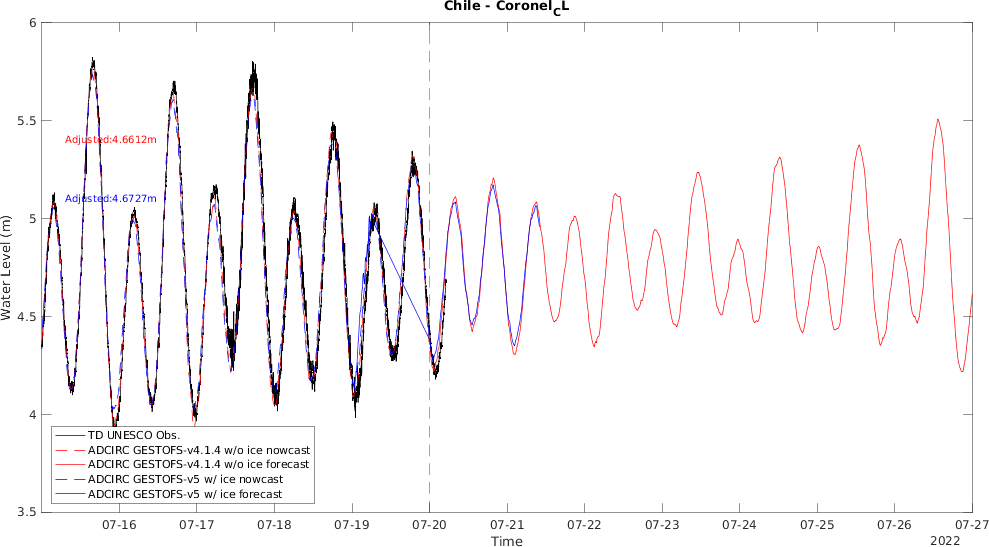 Chile - Coronel_CL
Water Level (m)
6
5.5
5
4.5
4
3.5
Adjusted:4.6612m
Adjusted:4.6727m
TD UNESCO Obs.
ADCIRC GESTOFS-v4.1.4 w/o ice nowcast
ADCIRC GESTOFS-v4.1.4 w/o ice forecast
ADCIRC GESTOFS-v5 w/ ice nowcast
ADCIRC GESTOFS-v5 w/ ice forecast
07-16 07-17 07-18 07-19 07-20 07-21 07-22 07-23 07-24 07-25 07-26 07-27
Time
2022